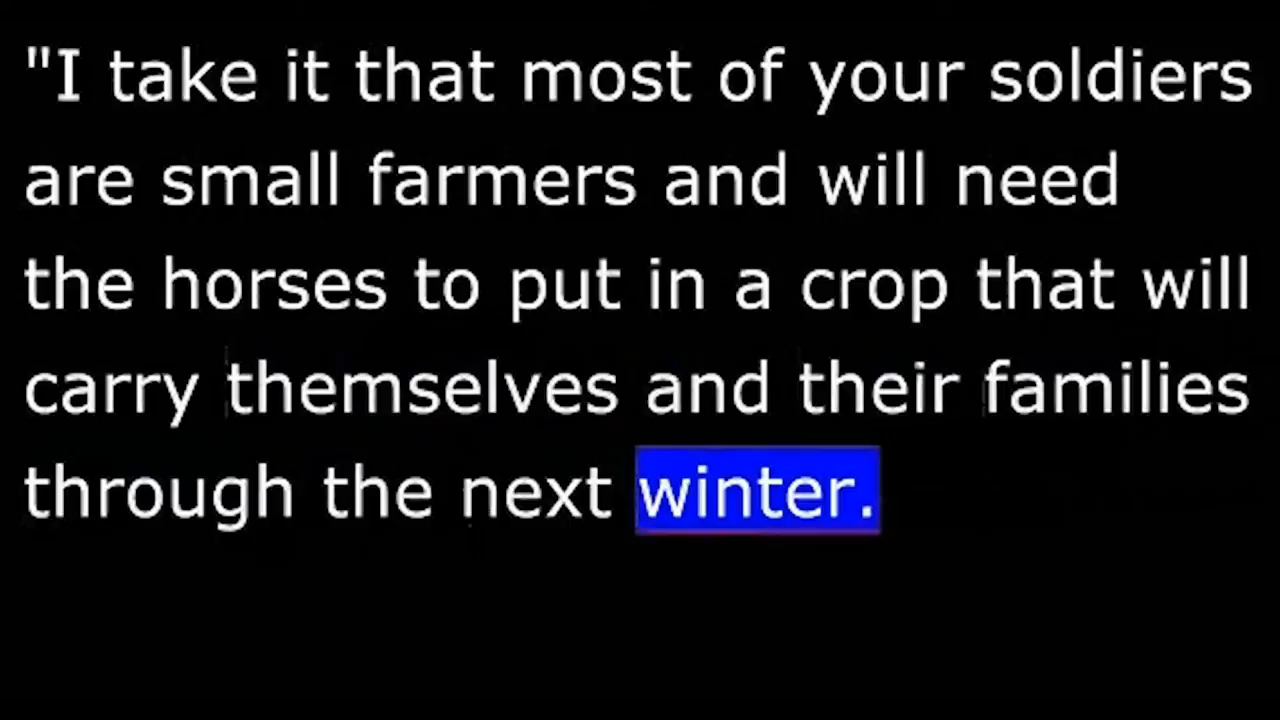 "I take it that most of your soldiers
are small farmers and will need
the horses to put in a crop that will
carry themselves and their families
through the next winter.